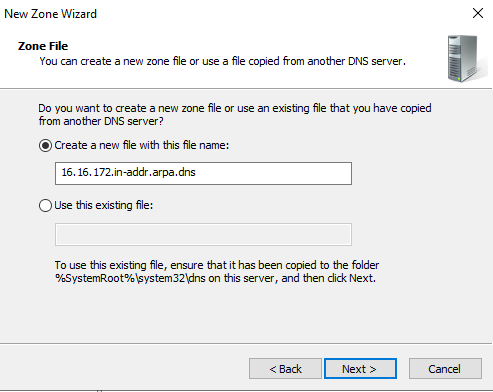 New Zone Wizard
Zone File
You can create a new zone file or use a file copied from another DNS server.
Do you want to create a new zone file or use an existing file that you have copied
from another DNS server?
Create a new file with this file name:
16.16.172.in-addr.arpa.dns
Use this existing file:
To use this existing file, ensure that it has been copied to the folder
%SystemRoot%\system32\dns on this server, and then click Next.
< Back
Next >
Cancel